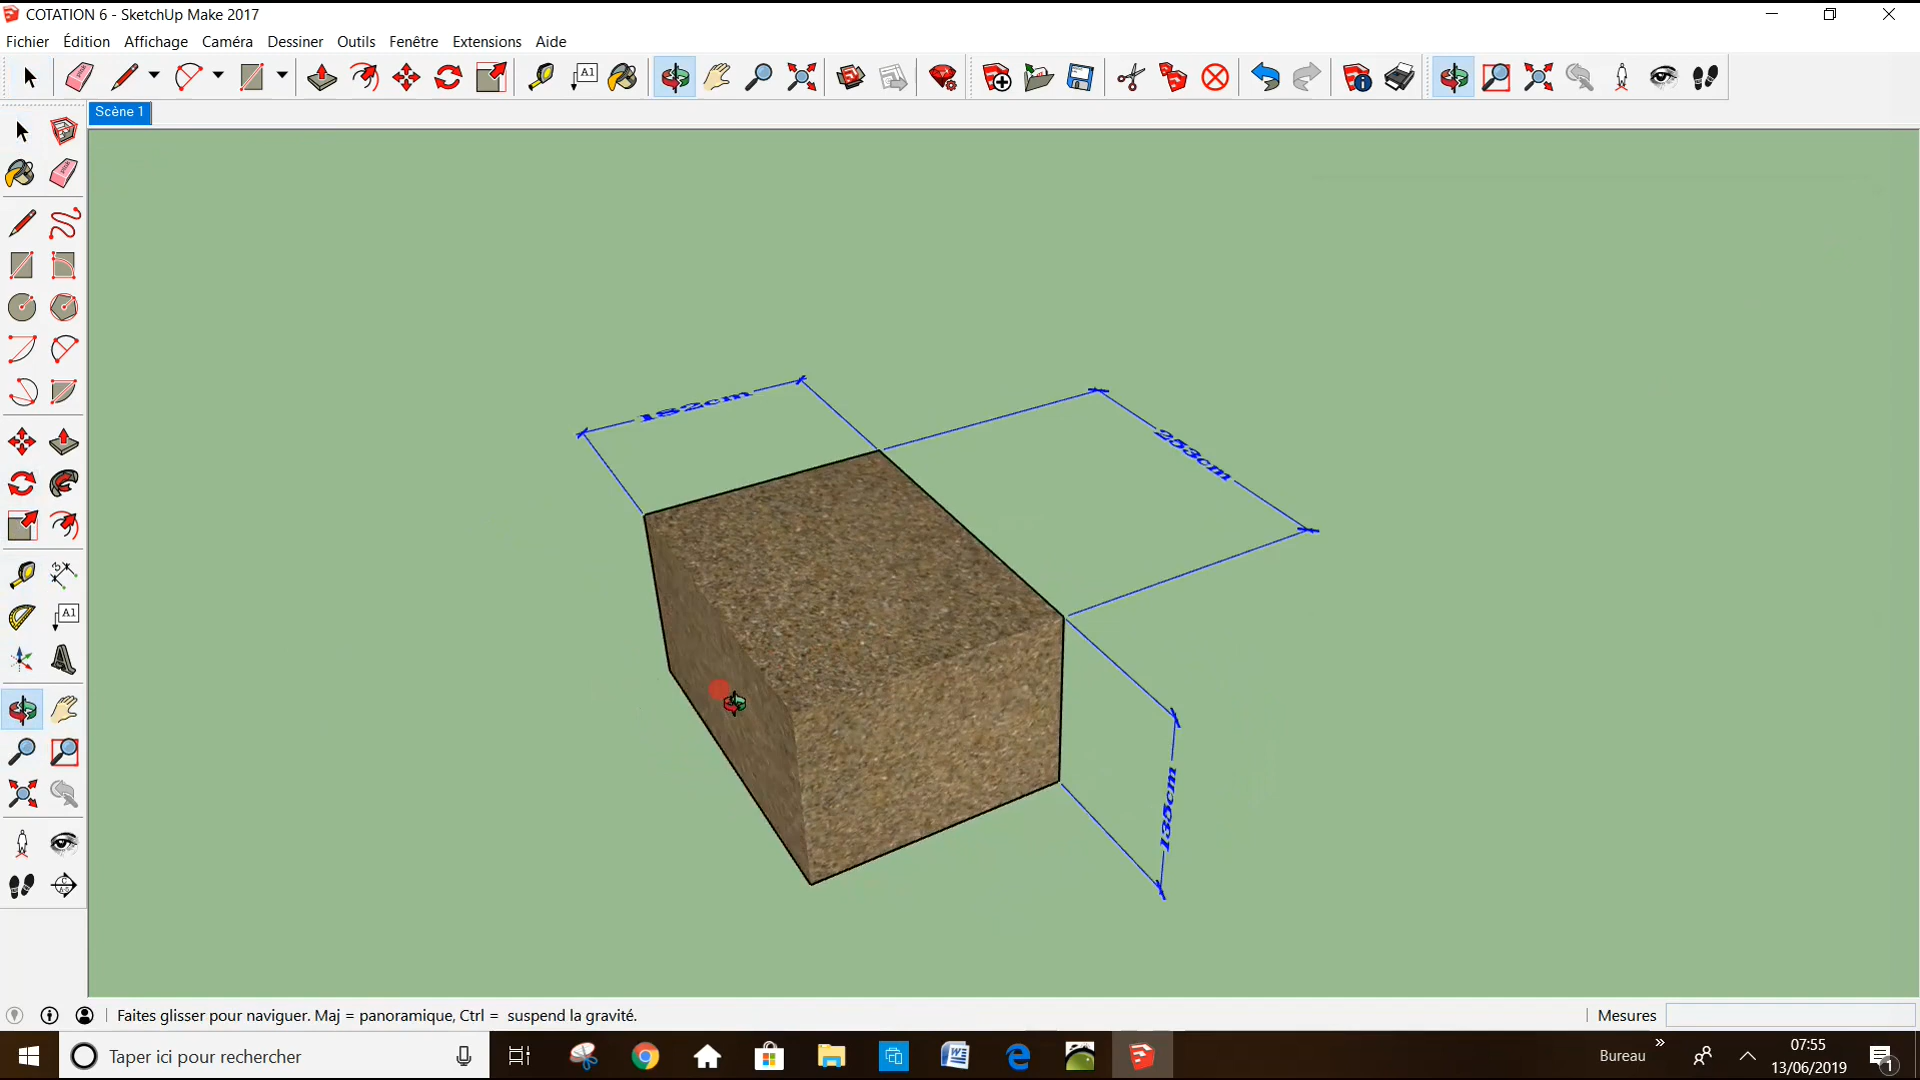 COTATION 6 - SketchUp Make 2017
Fichier Édition Affichage Caméra Dessiner Outils Fenêtre Extensions Aide
Scène 1
152cm
253cm
135cm
Faites glisser pour naviguer. Maj = panoramique, Ctrl = suspend la gravité.
Mesures
Taper ici pour rechercher
Bureau
07:55
13/06/2019
1